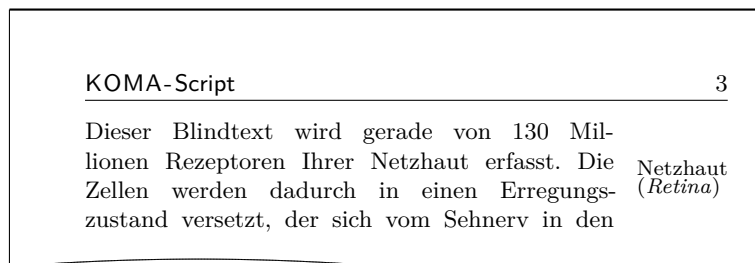 KOMA-Script 3
Dieser Blindtext wird gerade von 130 Mil-
lionen Rezeptoren Ihrer Netzhaut erfasst. Die
Zellen werden dadurch in einen Erregungs-
zustand versetzt, der sich vom Sehnerv in den
Netzhaut
(Retina)